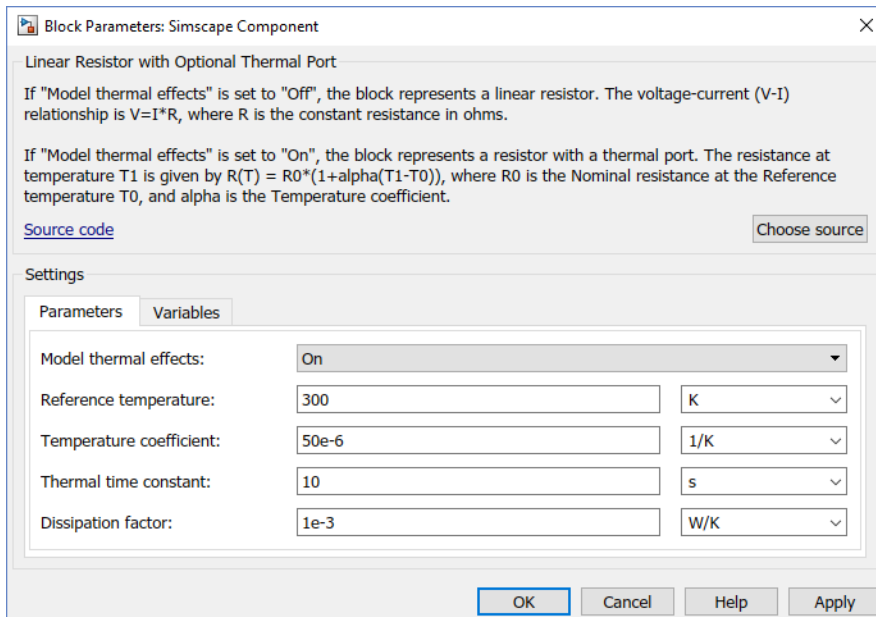 Block Parameters: Simscape Component
Linear Resistor with Optional Thermal Port
If "Model thermal effects" is set to "Off", the block represents a linear resistor. The voltage-current (V-I)
relationship is V=I*R, where R is the constant resistance in ohms.
If "Model thermal effects" is set to "On", the block represents a resistor with a thermal port. The resistance at
temperature T1 is given by R(T) = R0*(1+alpha(T1-T0)), where R0 is the Nominal resistance at the Reference
temperature T0, and alpha is the Temperature coefficient.
Source code Choose source
Settings
Parameters Variables
Model thermal effects: On
Reference temperature: 300 K
Temperature coefficient: 50e-6 1/K
Thermal time constant: 10 s
Dissipation factor: 1e-3 W/K
OK Cancel Help Apply